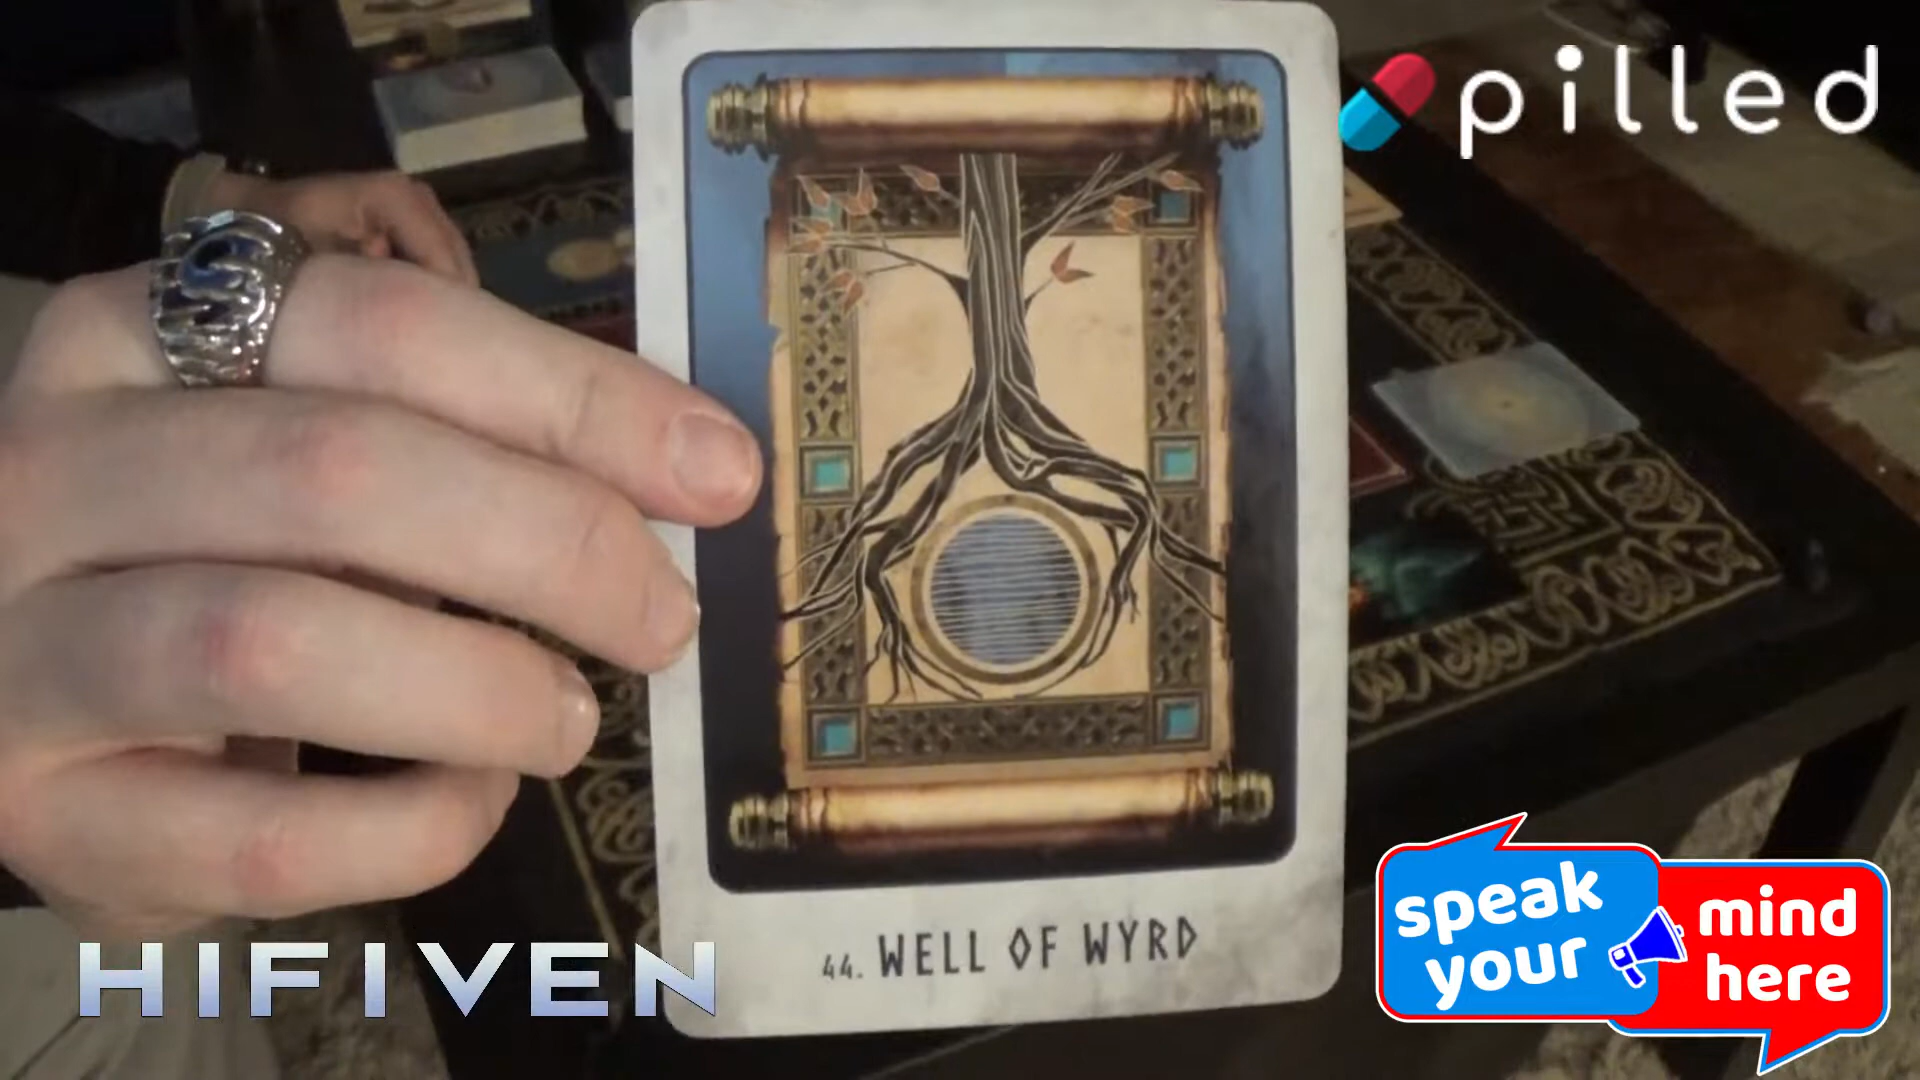 pilled
speak
your
mind
here
HIFIVEN
44. WELL OF WYRD